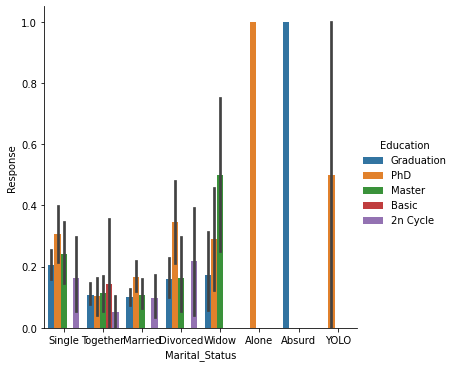 1.0
0.8
0.6
0.4
0.2
0.0
Response
Single Together Married Divorced Widow Alone Absurd YOLO
Marital_Status
Education
Graduation
PhD
Master
Basic
2n Cycle